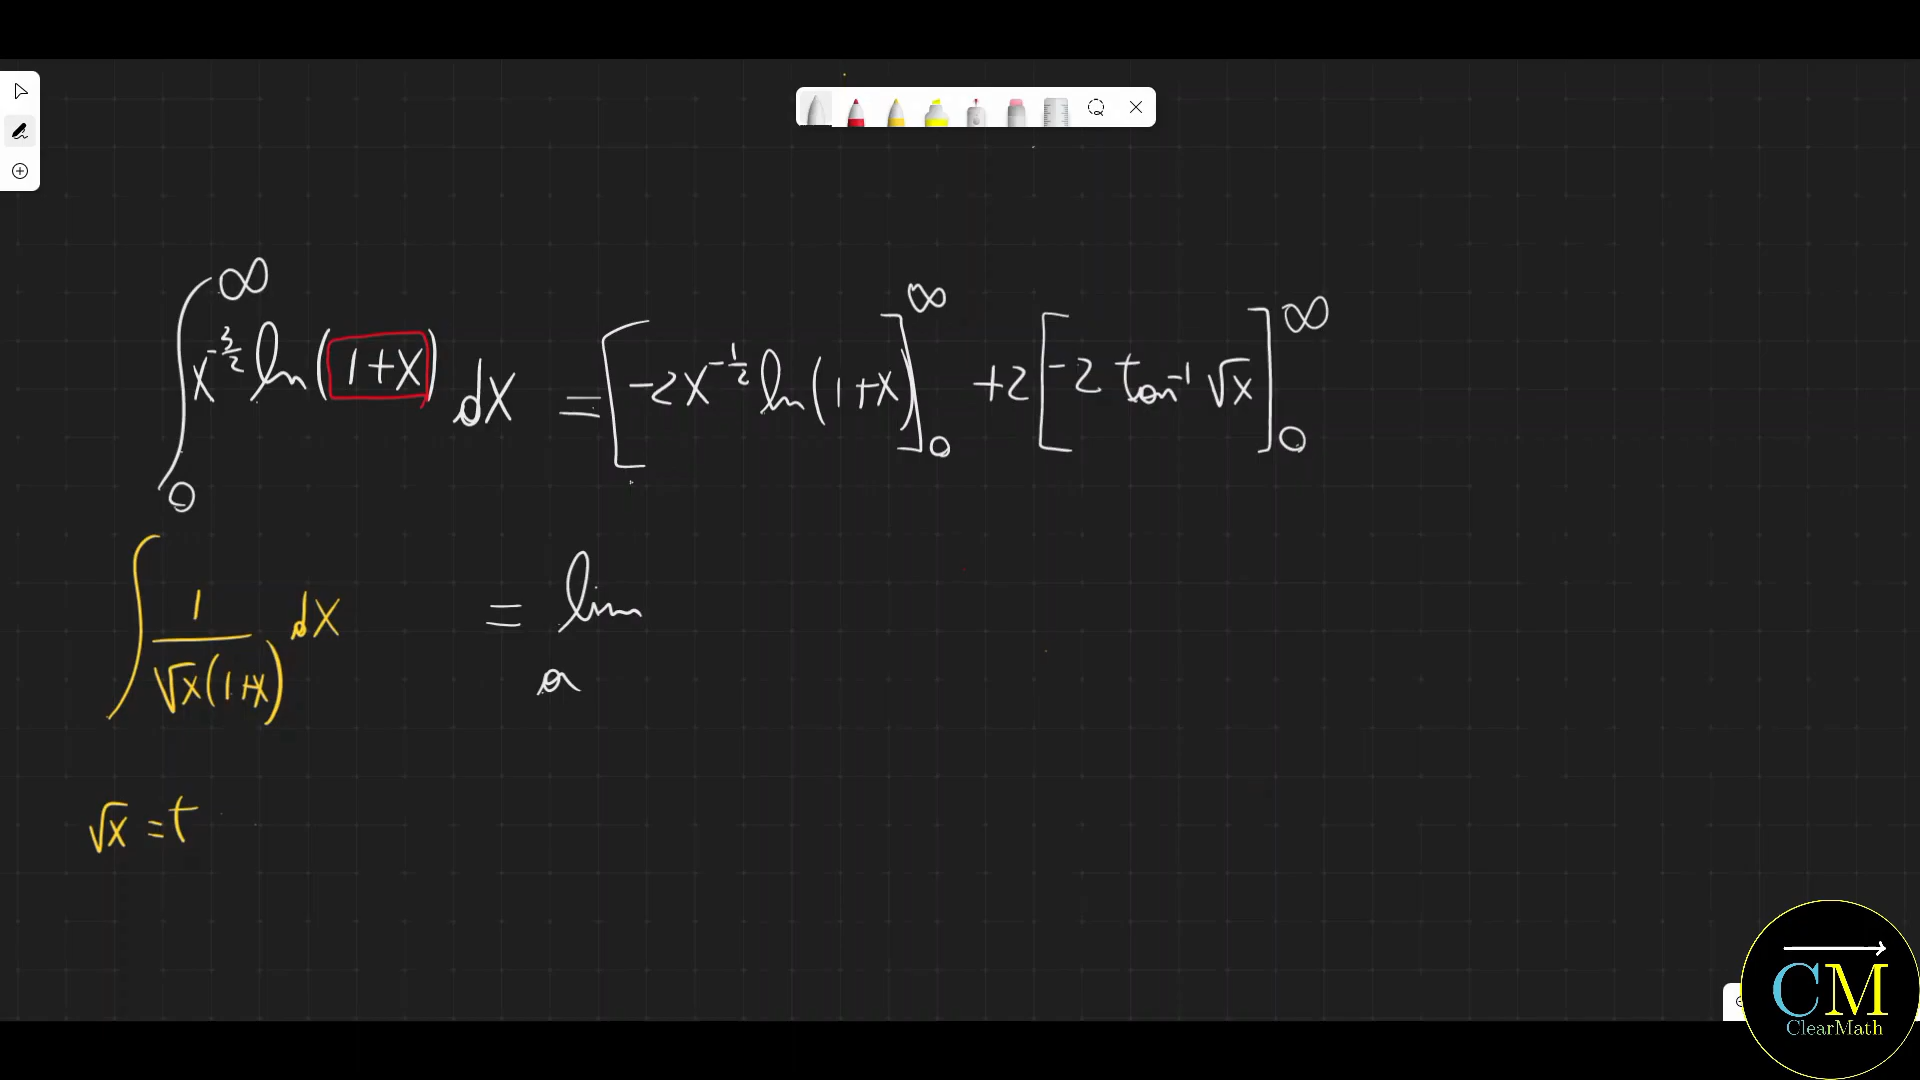 ∫₀^∞ x^(-3/2) ln(1+x) dx = [-2x^(-1/2) ln(1+x)]₀^∞ +2[-2 tan⁻¹ √x]₀^∞
∫ 1/(√x(1+x)) dx = lim
a
√x = t
CM
ClearMath